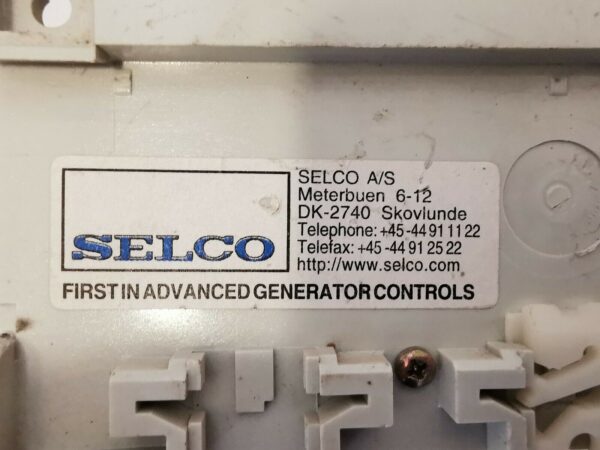 SELCO
SELCO A/S
Meterbuen 6-12
DK-2740 Skovlunde
Telephone: +45-44 91 11 22
Telefax: +45-44 91 25 22
http://www.selco.com
FIRST IN ADVANCED GENERATOR CONTROLS